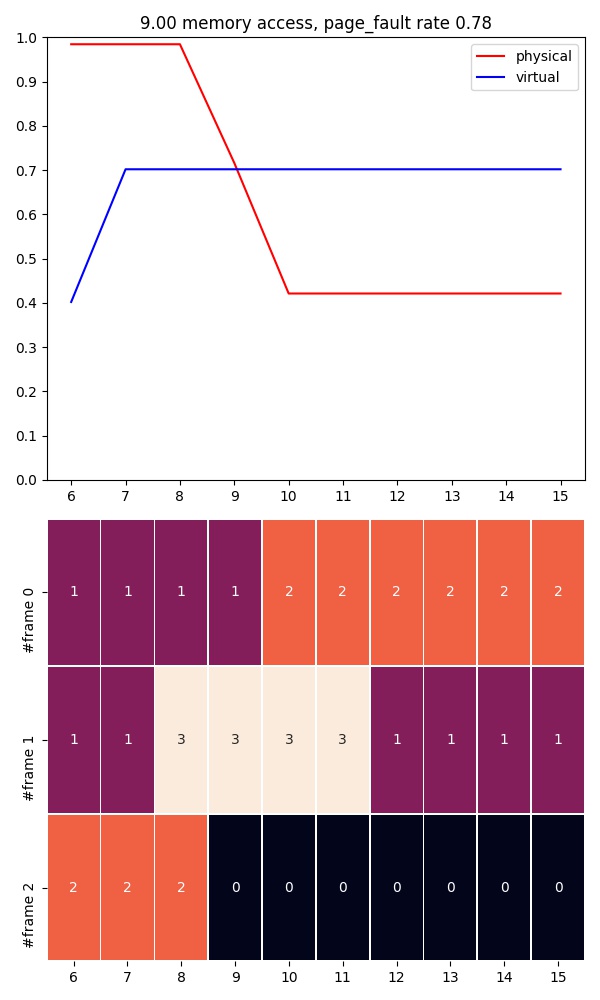 9.00 memory access, page_fault rate 0.78
1.0
0.9
0.8
0.7
0.6
0.5
0.4
0.3
0.2
0.1
0.0
physical
virtual
6 7 8 9 10 11 12 13 14 15
#frame 0
1 1 1 1 2 2 2 2 2 2
#frame 1
1 1 3 3 3 3 1 1 1 1
#frame 2
2 2 2 0 0 0 0 0 0 0
6 7 8 9 10 11 12 13 14 15